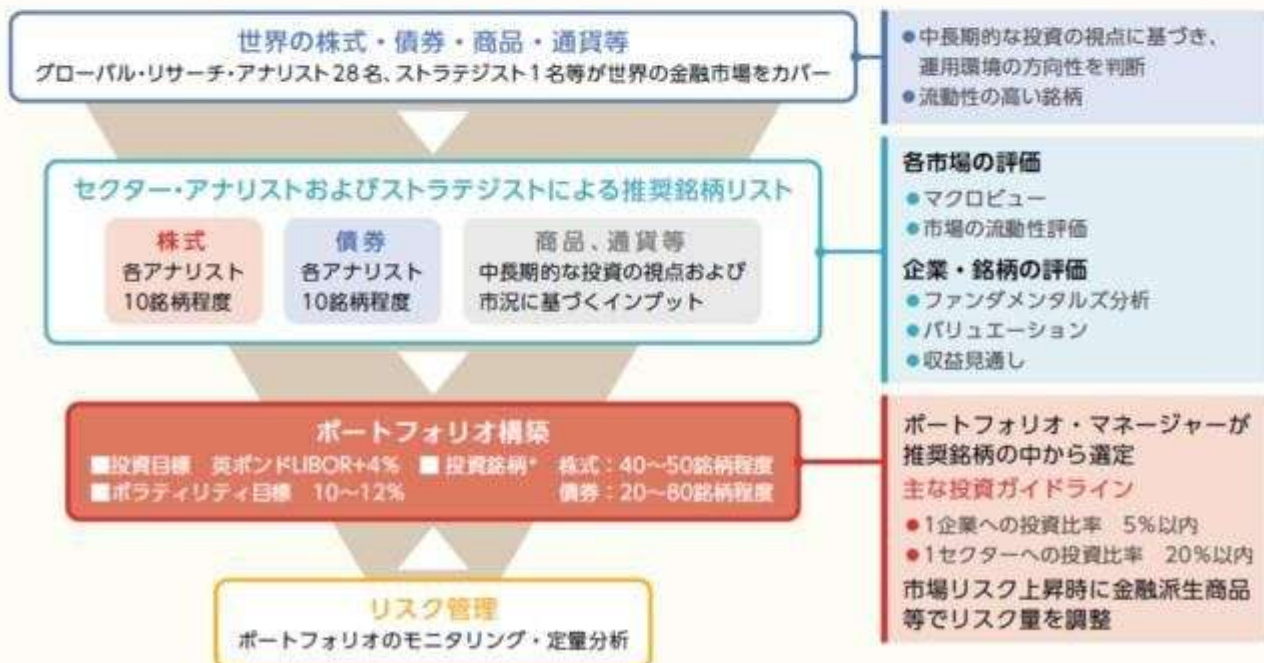 世界の株式・債券・商品・通貨等
グローバル・リサーチ・アナリスト28名、ストラテジスト1名等が世界の金融市場をカバー
●中長期的な投資の視点に基づき、
運用環境の方向性を判断
●流動性の高い銘柄
セクター・アナリストおよびストラテジストによる推奨銘柄リスト
株式
各アナリスト
10銘柄程度
債券
各アナリスト
10銘柄程度
商品、通貨等
中長期的な投資の視点および
市況に基づくインプット
各市場の評価
●マクロビュー
●市場の流動性評価
企業・銘柄の評価
●ファンダメンタルズ分析
●バリュエーション
●収益見通し
ポートフォリオ構築
■投資目標 英ポンドLIBOR+4% ■投資銘柄* 株式：40～50銘柄程度
■ボラティリティ目標 10～12% 債券：20～80銘柄程度
ポートフォリオ・マネージャーが
推奨銘柄の中から選定
主な投資ガイドライン
●1企業への投資比率 5%以内
●1セクターへの投資比率 20%以内
市場リスク上昇時に金融派生商品
等でリスク量を調整
リスク管理
ポートフォリオのモニタリング・定量分析